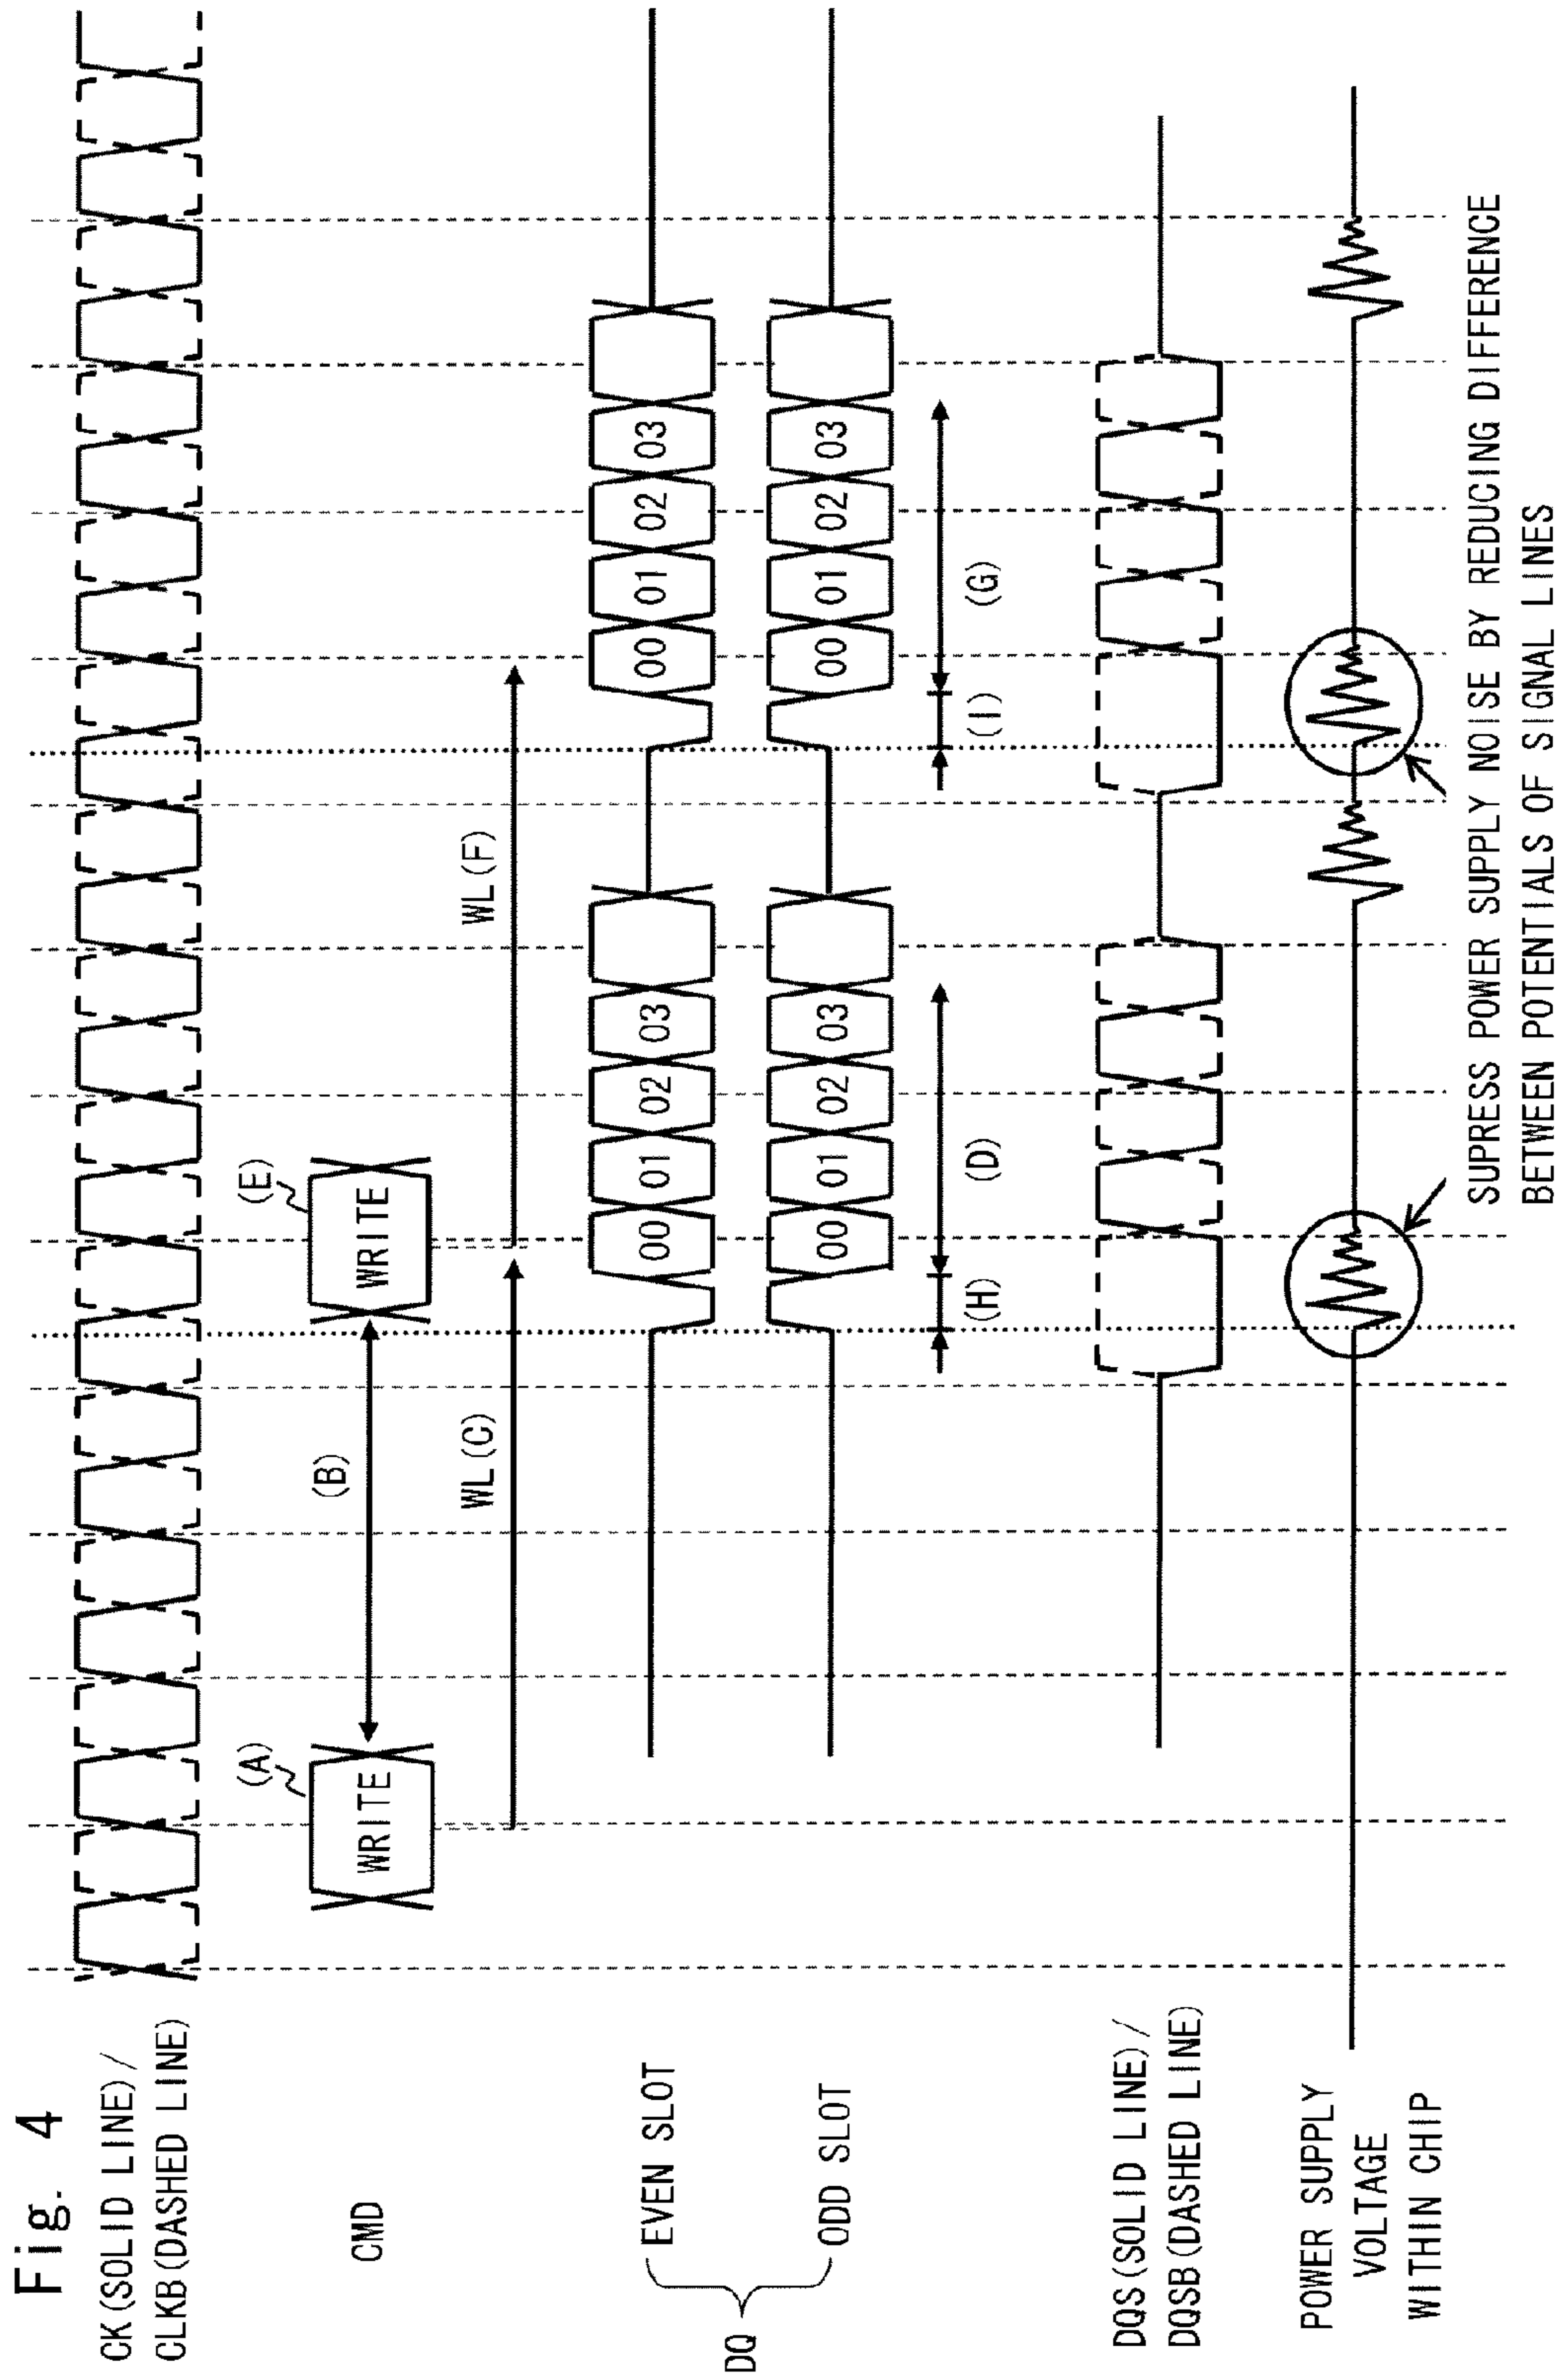 Fig. 4
CK(SOLID LINE)/
CLKB(DASHED LINE)
CMD
(A)
WRITE
(B)
(E)
WRITE
WL(C)
WL(F)
DQ
EVEN SLOT
00 01 02 03
00 01 02 03
ODD SLOT
00 01 02 03
00 01 02 03
(H)
(D)
(I)
(G)
DQS(SOLID LINE)/
DQSB(DASHED LINE)
POWER SUPPLY
VOLTAGE
WITHIN CHIP
SUPRESS POWER SUPPLY NOISE BY REDUCING DIFFERENCE
BETWEEN POTENTIALS OF SIGNAL LINES